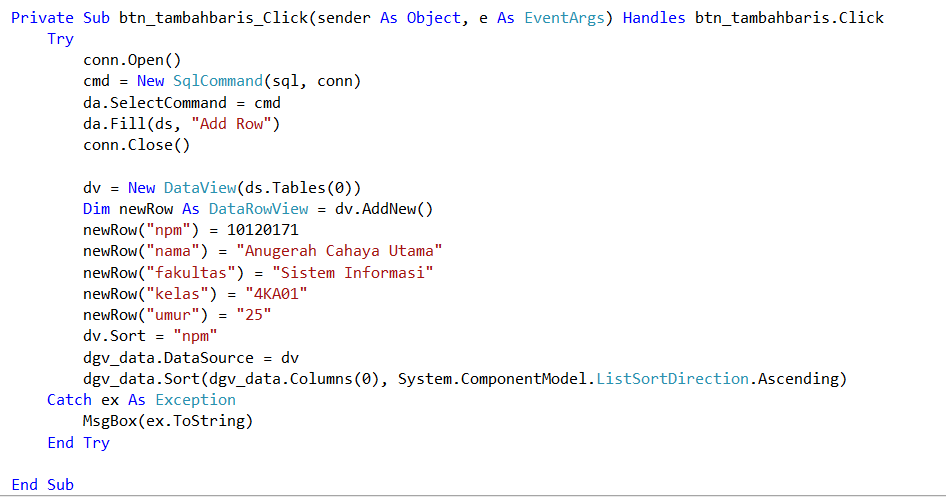 Private Sub btn_tambahbaris_Click(sender As Object, e As EventArgs) Handles btn_tambahbaris.Click
    Try
        conn.Open()
        cmd = New SqlCommand(sql, conn)
        da.SelectCommand = cmd
        da.Fill(ds, "Add Row")
        conn.Close()

        dv = New DataView(ds.Tables(0))
        Dim newRow As DataRowView = dv.AddNew()
        newRow("npm") = 10120171
        newRow("nama") = "Anugerah Cahaya Utama"
        newRow("fakultas") = "Sistem Informasi"
        newRow("kelas") = "4KA01"
        newRow("umur") = "25"
        dv.Sort = "npm"
        dgv_data.DataSource = dv
        dgv_data.Sort(dgv_data.Columns(0), System.ComponentModel.ListSortDirection.Ascending)
    Catch ex As Exception
        MsgBox(ex.ToString)
    End Try

End Sub